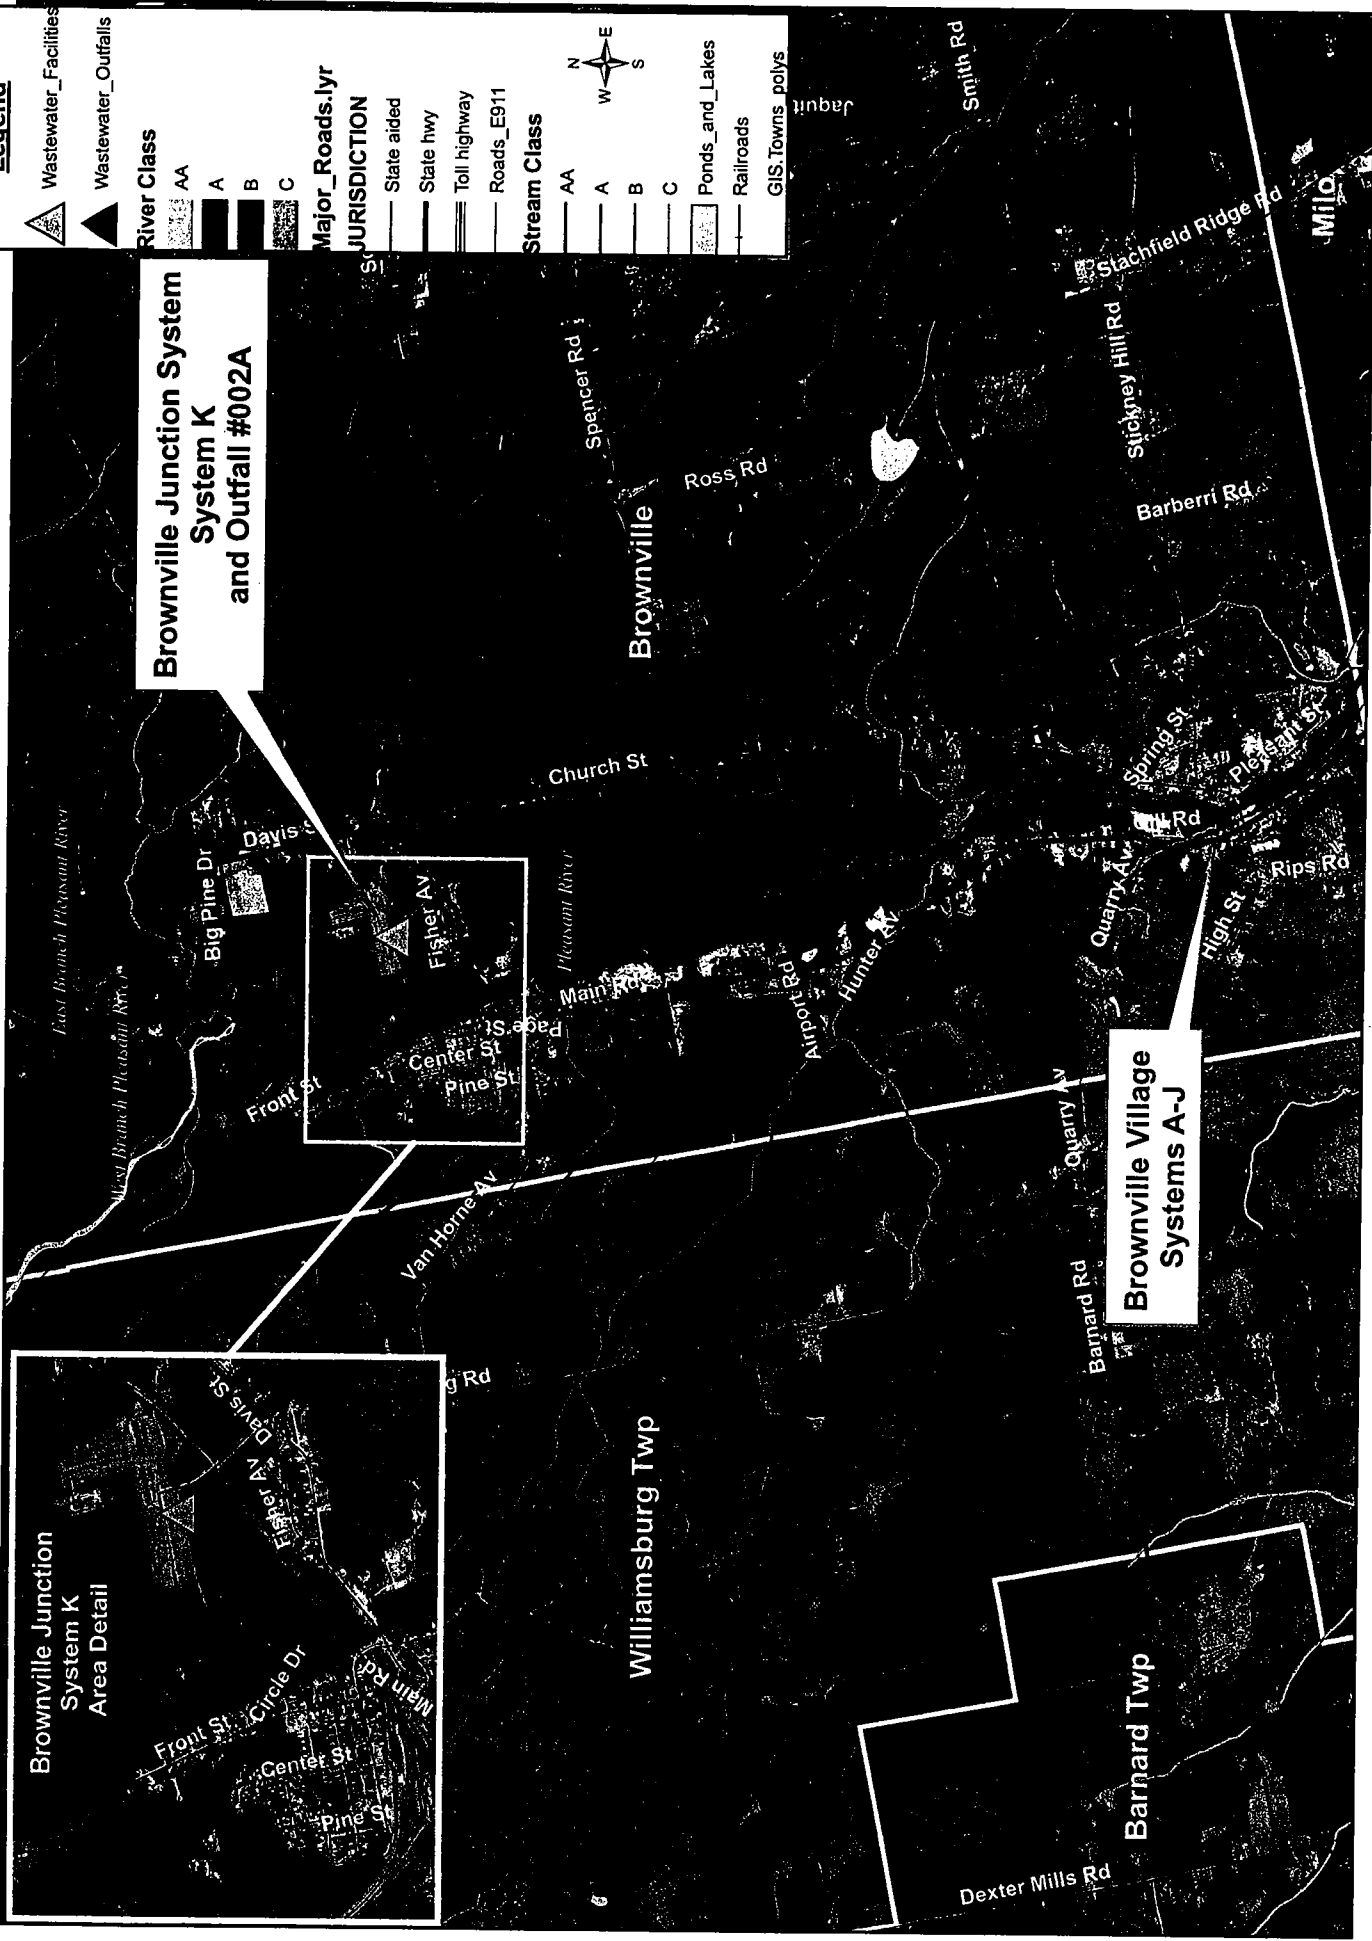 Legend
Wastewater_Facilities
Wastewater_Outfalls
River Class
AA
A
B
C
Major_Roads.lyr
JURISDICTION
State aided
State hwy
Toll highway
Roads_E911
Stream Class
AA
A
B
C
Ponds_and_Lakes
Railroads
GIS.Towns_polys
N
W
E
S
Brownville Junction System
System K
and Outfall #002A
Brownville Junction
System K
Area Detail
Front St
Circle Dr
Center St
Pine St
Main Rd
Fisher Av
Davis St
East Branch Pleasant River
West Branch Pleasant River
Big Pine Dr
Davis S
Fisher Av
Front St
Center St
Pine St
Page St
Main Rd
Pleasant River
Church St
Van Horne Av
g Rd
Spencer Rd
Ross Rd
Brownville
Smith Rd
Jaquit
Stachfield Ridge Rd
Stickney Hill Rd
Barberri Rd
Milo
Airport Rd
Hunter Av
Spring St
Pleasant St
Rips Rd
High St
Quarry Av
Quarry Av
Barnard Rd
Brownville Village
Systems A-J
Williamsburg Twp
Barnard Twp
Dexter Mills Rd